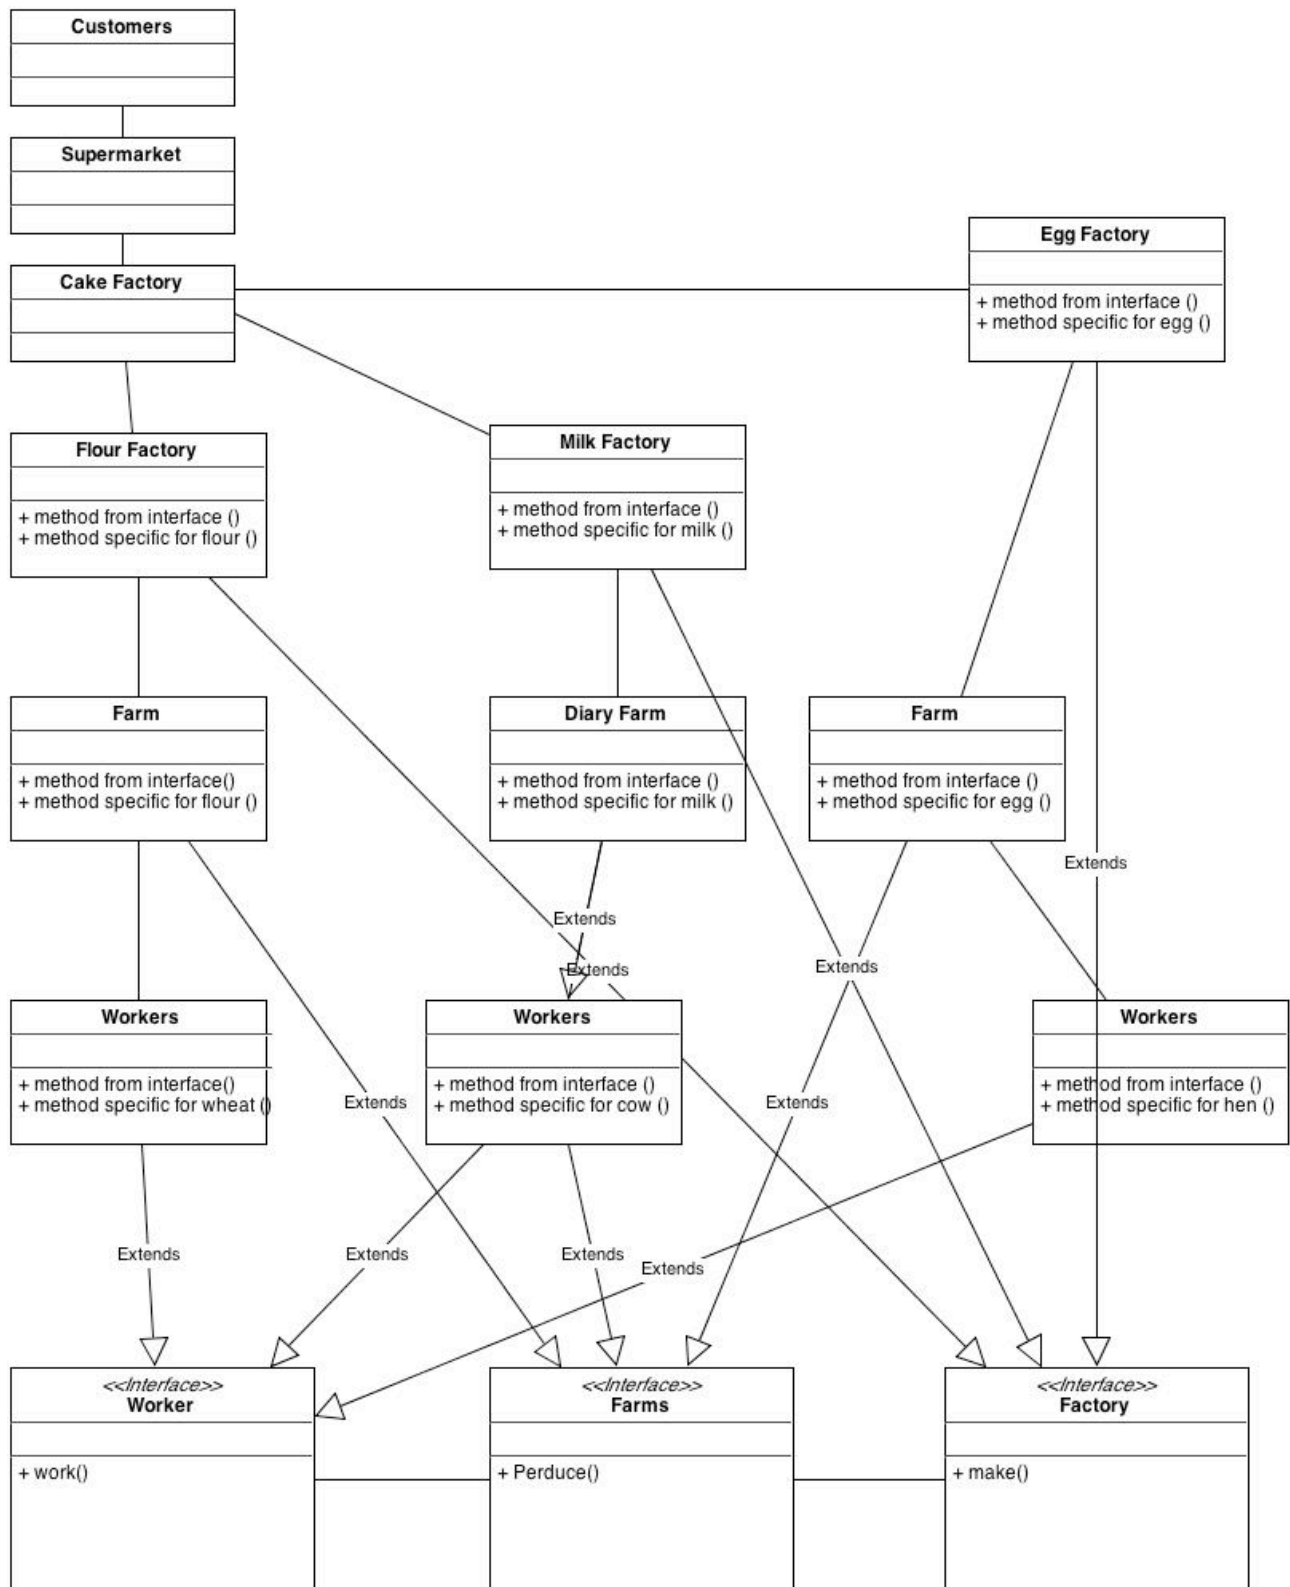 Customers
Supermarket
Egg Factory
+ method from interface ()
+ method specific for egg ()
Cake Factory
Flour Factory
+ method from interface ()
+ method specific for flour ()
Milk Factory
+ method from interface ()
+ method specific for milk ()
Farm
+ method from interface()
+ method specific for flour ()
Diary Farm
+ method from interface ()
+ method specific for milk ()
Farm
+ method from interface ()
+ method specific for egg ()
Extends
Extends
Extends
Extends
Workers
+ method from interface()
+ method specific for wheat ()
Workers
+ method from interface ()
+ method specific for cow ()
Workers
+ method from interface ()
+ method specific for hen ()
Extends
Extends
Extends
Extends
Extends
Extends
<<Interface>>
Worker
+ work()
<<Interface>>
Farms
+ Perduce()
<<Interface>>
Factory
+ make()